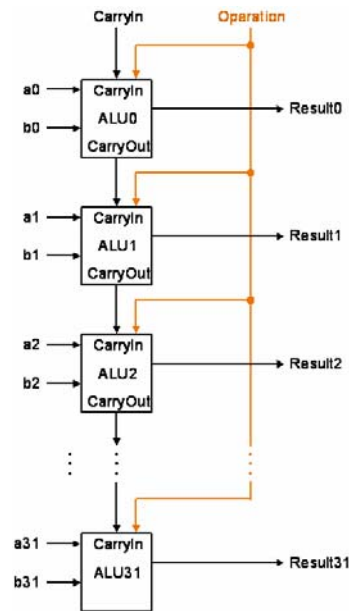 CarryIn Operation
a0 CarryIn
ALU0 Result0
b0
CarryOut
a1 CarryIn
ALU1 Result1
b1
CarryOut
a2 CarryIn
ALU2 Result2
b2
CarryOut
a31 CarryIn
ALU31 Result31
b31